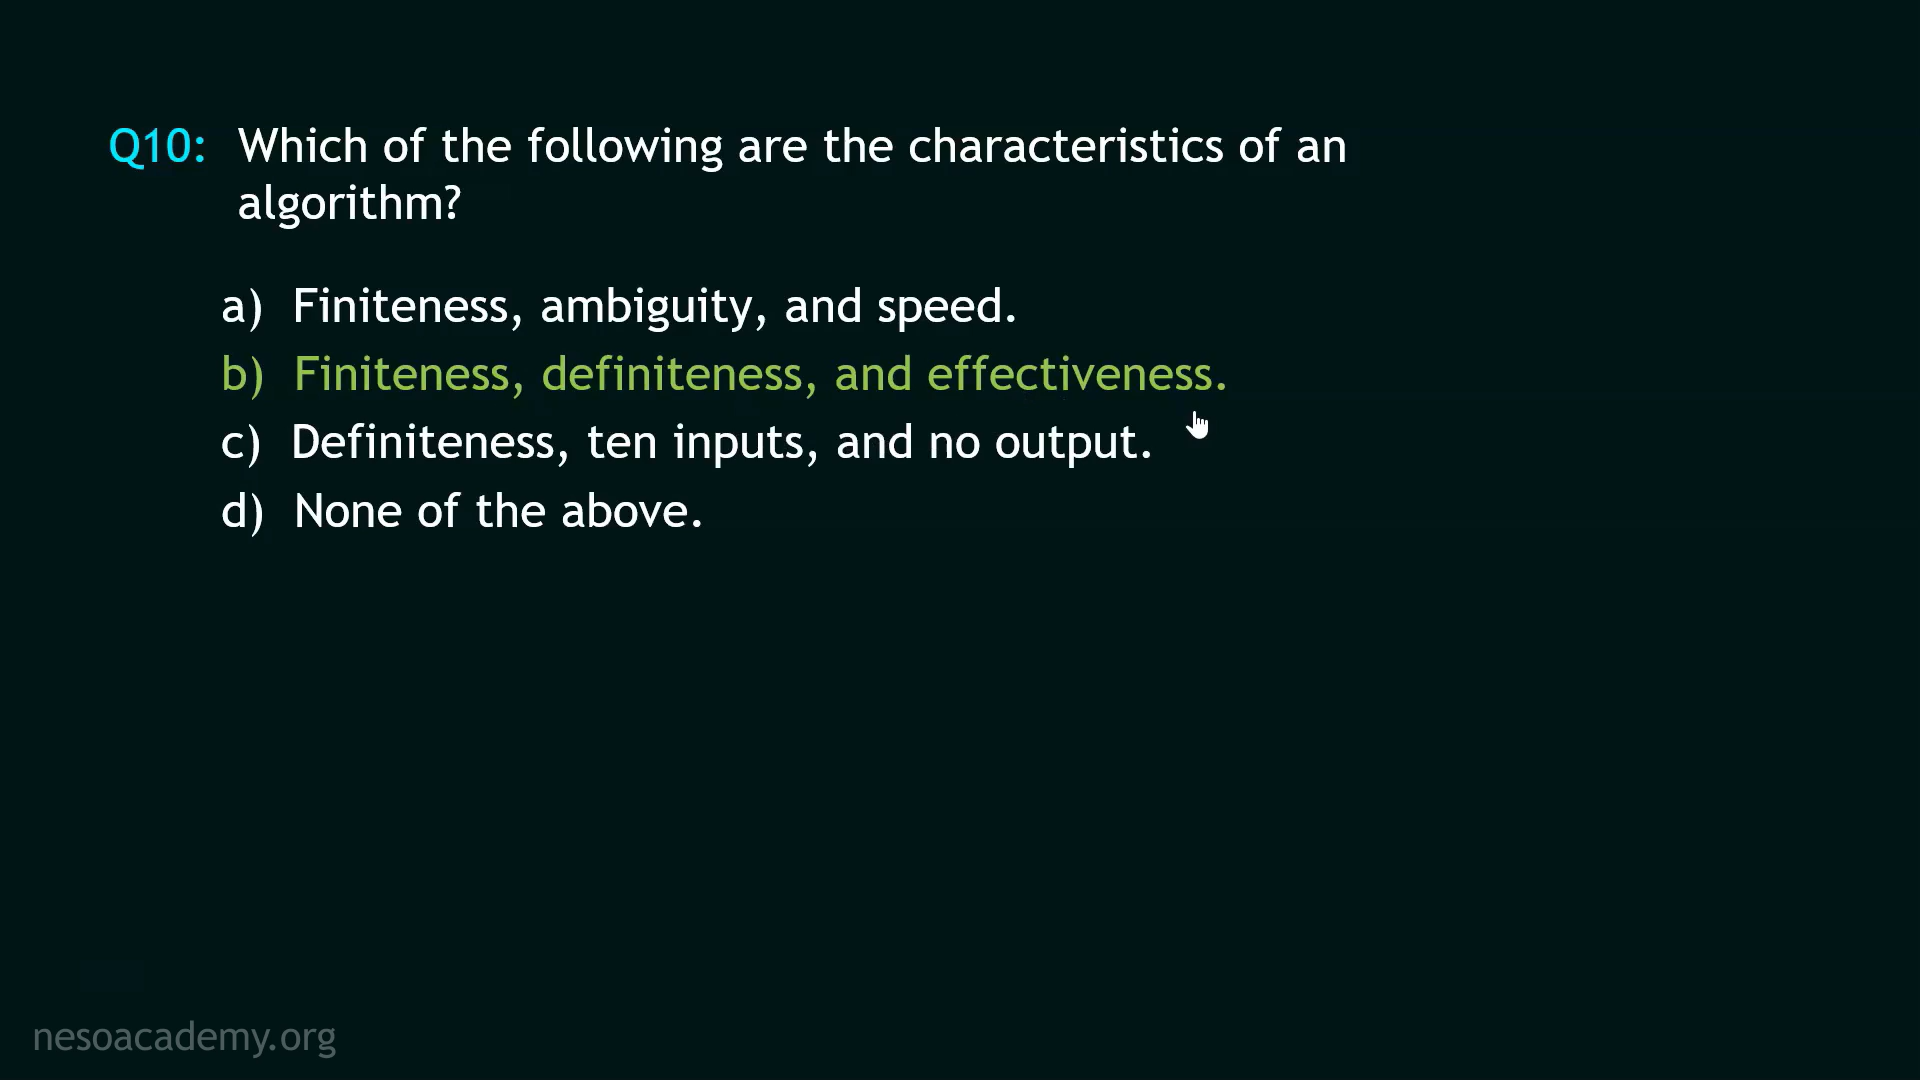 Q10: Which of the following are the characteristics of an
algorithm?
a) Finiteness, ambiguity, and speed.
b) Finiteness, definiteness, and effectiveness.
c) Definiteness, ten inputs, and no output.
d) None of the above.
nesoacademy.org